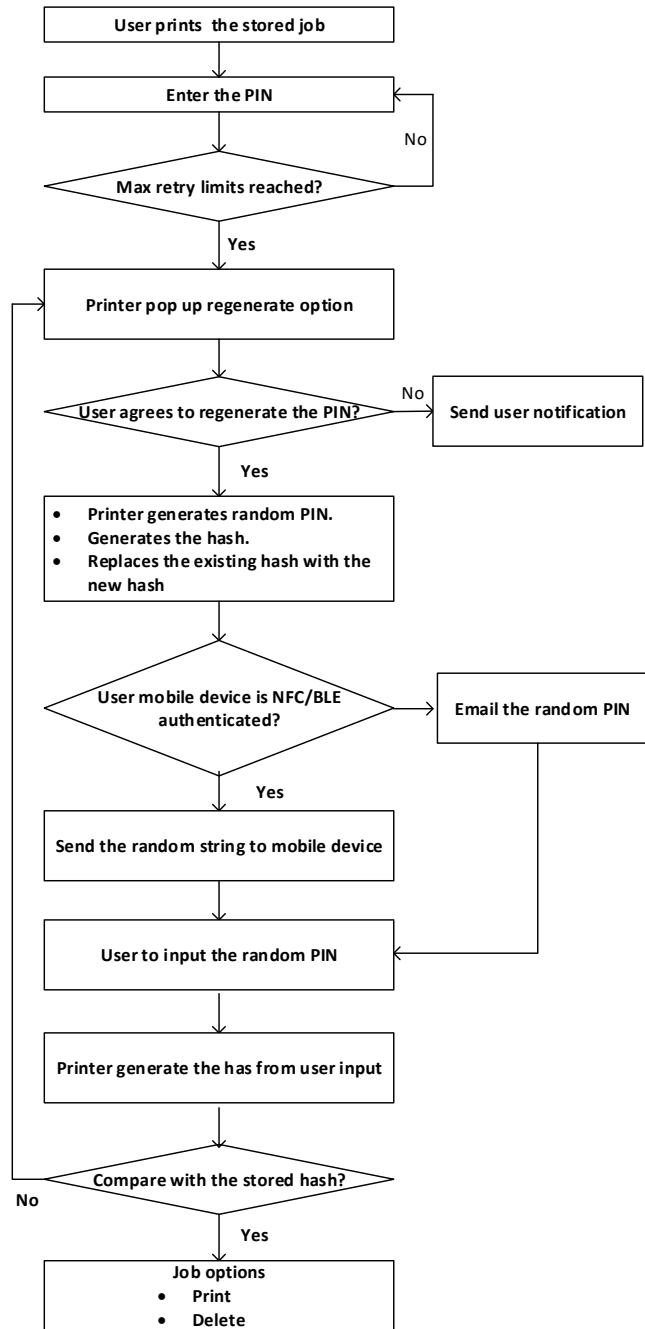 User prints the stored job
Enter the PIN
No
Max retry limits reached?
Yes
Printer pop up regenerate option
User agrees to regenerate the PIN?
No
Send user notification
Yes
• Printer generates random PIN.
• Generates the hash.
• Replaces the existing hash with the
new hash
User mobile device is NFC/BLE
authenticated?
Email the random PIN
Yes
Send the random string to mobile device
User to input the random PIN
Printer generate the has from user input
Compare with the stored hash?
No
Yes
Job options
• Print
• Delete